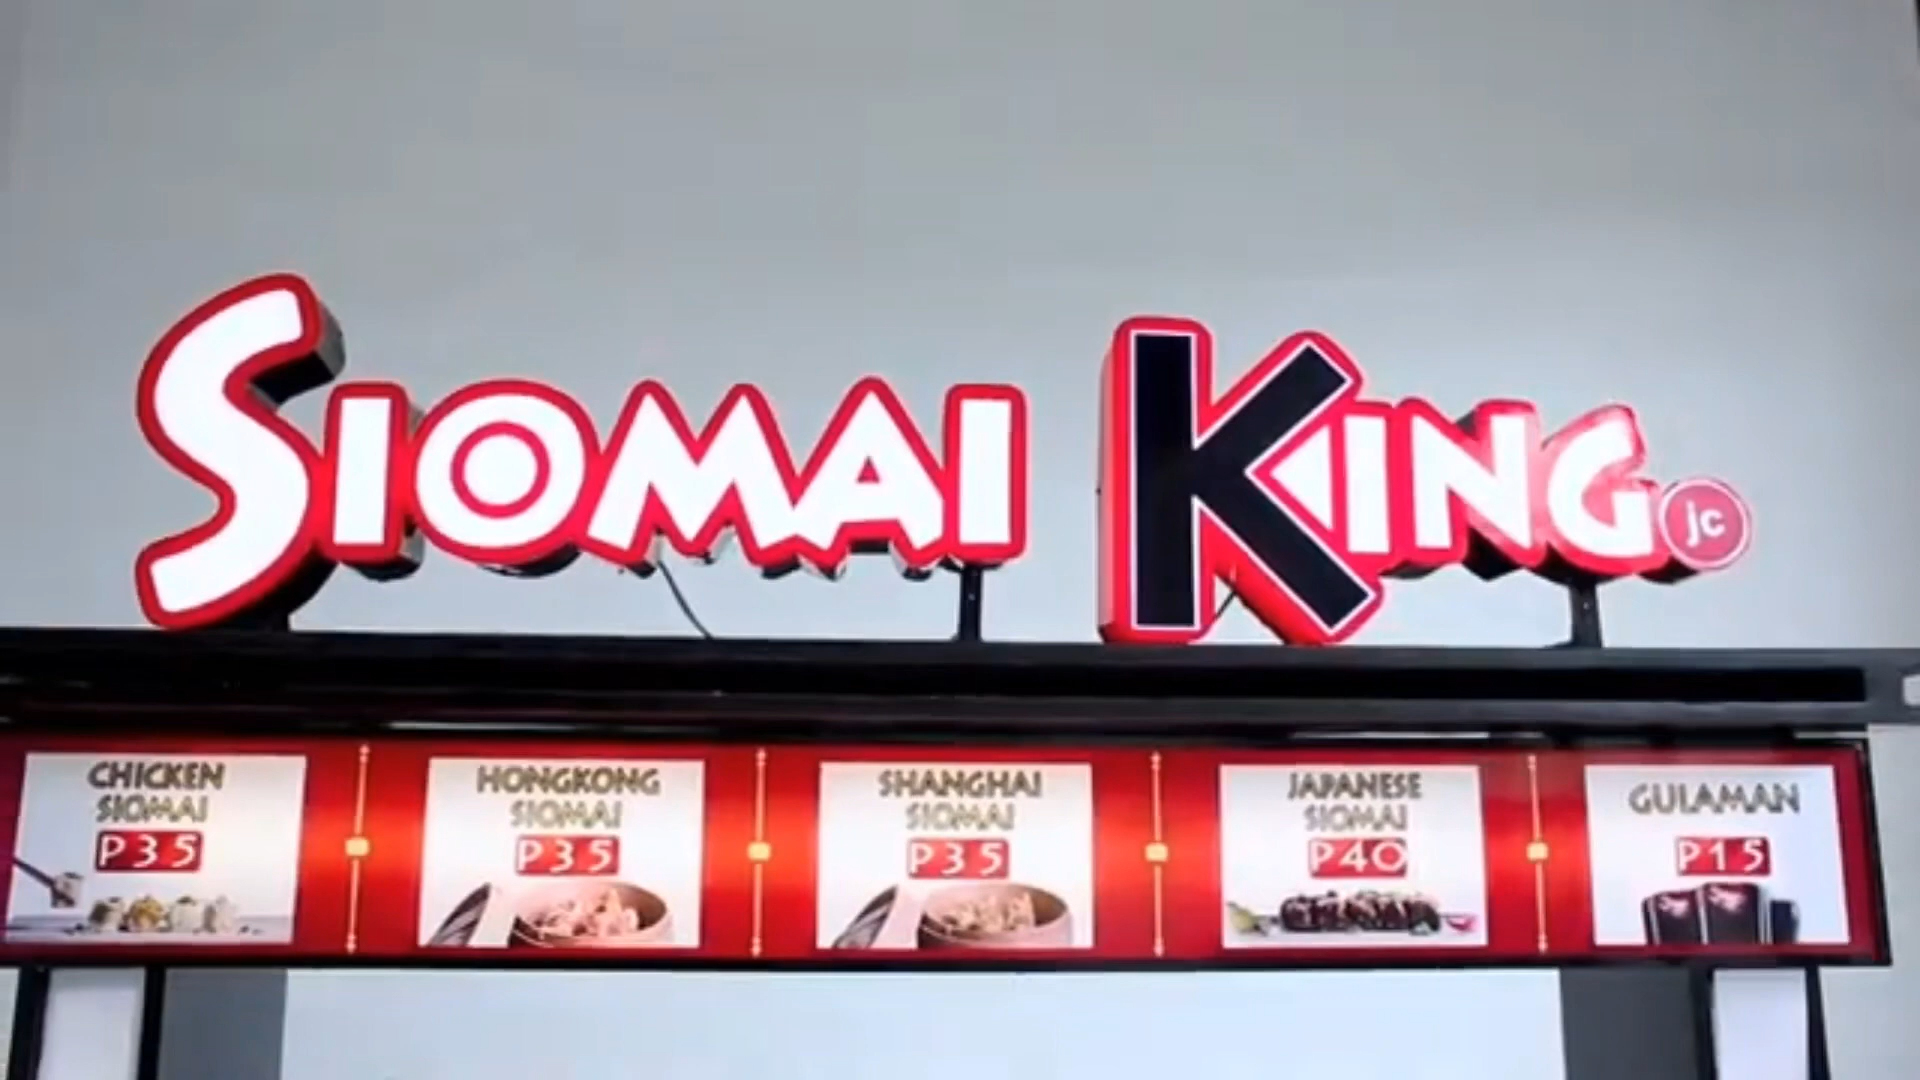 SIOMAI KING
jc
CHICKEN
SIOMAI
P35
HONGKONG
SIOMAI
P35
SHANGHAI
SIOMAI
P35
JAPANESE
SIOMAI
P40
GULAMAN
P15